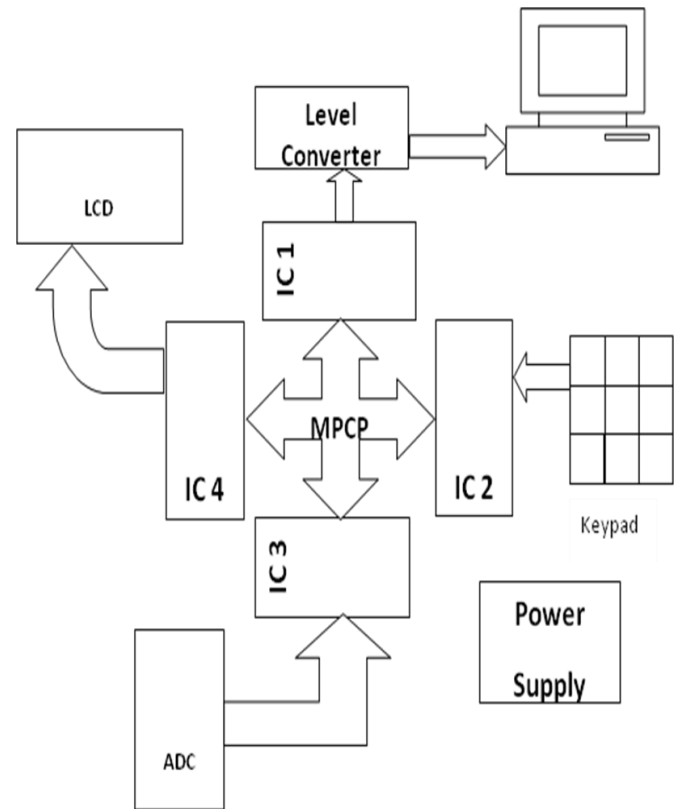 Level
Converter
LCD
IC 1
MPCP
IC 4
IC 2
Keypad
IC 3
Power
Supply
ADC